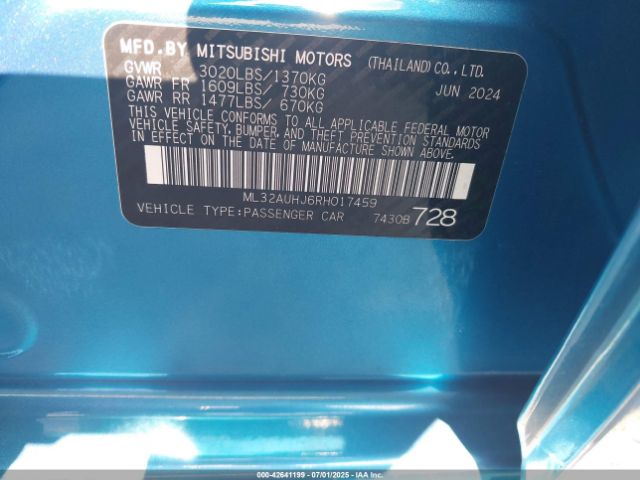 MFD.BY MITSUBISHI MOTORS (THAILAND) CO.,LTD.
GVWR 3020LBS/1370KG JUN 2024
GAWR FR 1609LBS/ 730KG
GAWR RR 1477LBS/ 670KG
THIS VEHICLE CONFORMS TO ALL APPLICABLE FEDERAL MOTOR
VEHICLE SAFETY, BUMPER, AND THEFT PREVENTION STANDARDS
IN EFFECT ON THE DATE OF MANUFACTURE SHOWN ABOVE.
ML32AUHJ6RH017459
VEHICLE TYPE:PASSENGER CAR 7430B 728
000-42641199 - 07/01/2025 - IAAI.COM